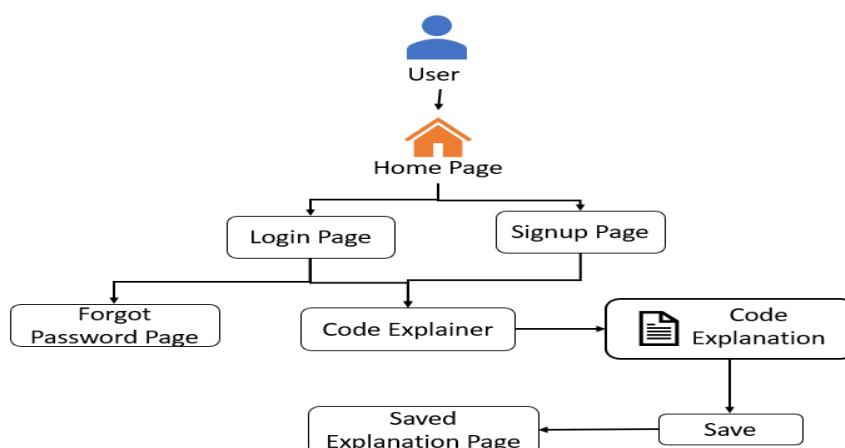 User
Home Page
Login Page
Signup Page
Forgot
Password Page
Code Explainer
Code
Explanation
Saved
Explanation Page
Save